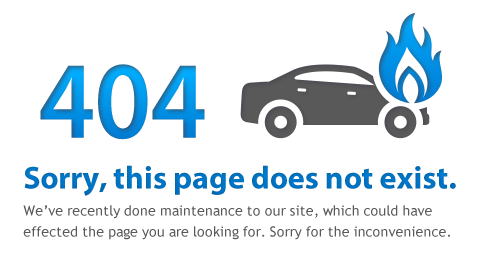 404
Sorry, this page does not exist.
We've recently done maintenance to our site, which could have
effected the page you are looking for. Sorry for the inconvenience.